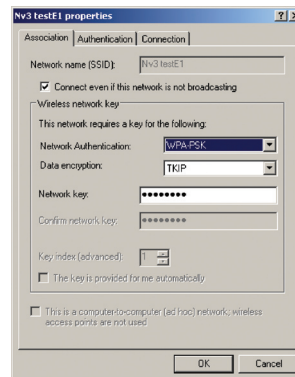 Nv3 testE1 properties
Association
Authentication
Connection
Network name (SSID):
Nv3 testE1
Connect even if this network is not broadcasting
Wireless network key
This network requires a key for the following:
Network Authentication:
WPA-PSK
Data encryption:
TKIP
Network key:
••••••••
Confirm network key:
••••••••
Key index (advanced):
1
The key is provided for me automatically
This is a computer-to-computer (ad hoc) network; wireless
access points are not used
OK
Cancel